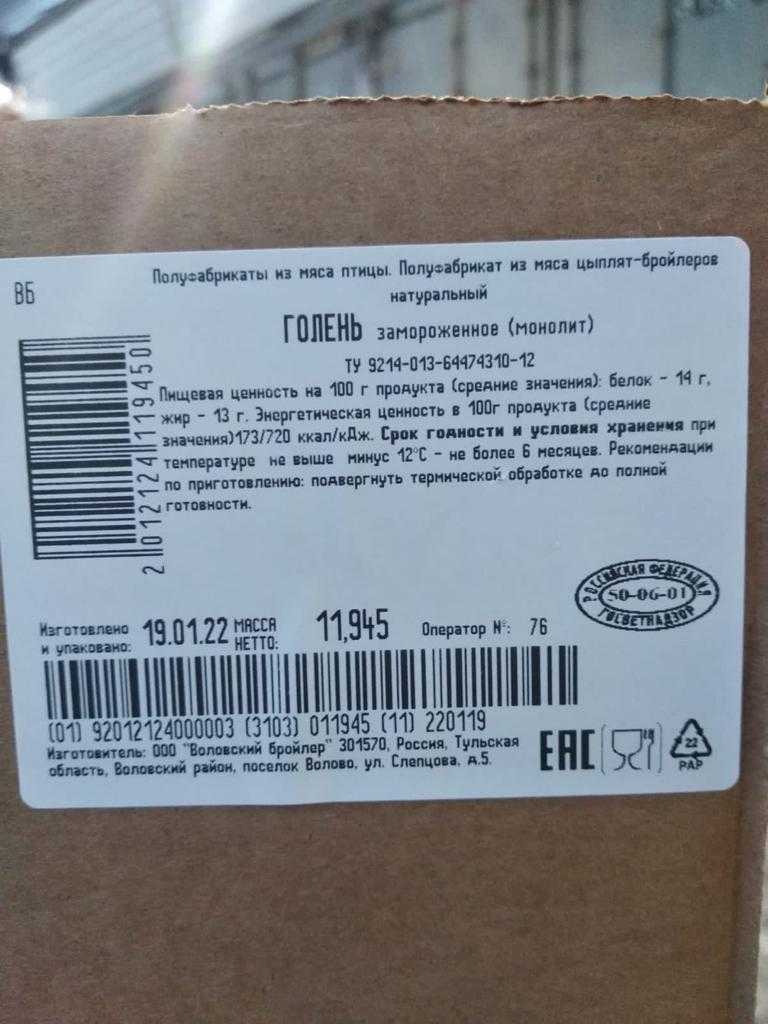 ВБ
Полуфабрикаты из мяса птицы. Полуфабрикат из мяса цыплят-бройлеров
натуральный
ГОЛЕНЬ замороженное (монолит)
ТУ 9214-013-64474310-12
2 012124 119450
Пищевая ценность на 100 г продукта (средние значения): белок - 14 г,
жир - 13 г. Энергетическая ценность в 100г продукта (средние
значения)173/720 ккал/кДж. Срок годности и условия хранения при
температуре не выше минус 12°С - не более 6 месяцев. Рекомендации
по приготовлению: подвергнуть термической обработке до полной
готовности.
РОССИЙСКАЯ ФЕДЕРАЦИЯ
50-06-01
ГОСВЕТНАДЗОР
Изготовлено
и упаковано: 19.01.22 МАССА
НЕТТО: 11,945 Оператор №: 76
(01) 92012124000003 (3103) 011945 (11) 220119
Изготовитель: ООО "Воловский бройлер" 301570, Россия, Тульская
область, Воловский район, поселок Волово, ул. Слепцова, д.5.
ЕАС
22
PAP